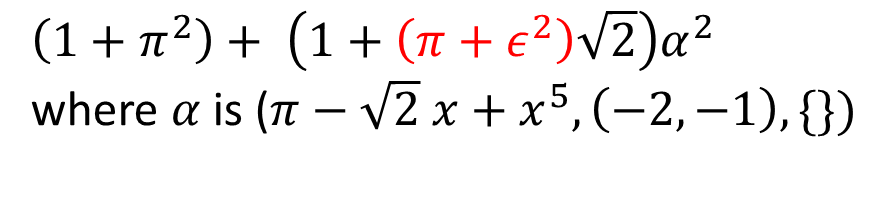 (1 + π²) + (1 + (π + ϵ²)√2)α²
where α is (π − √2 x + x⁵, (−2, −1), {})